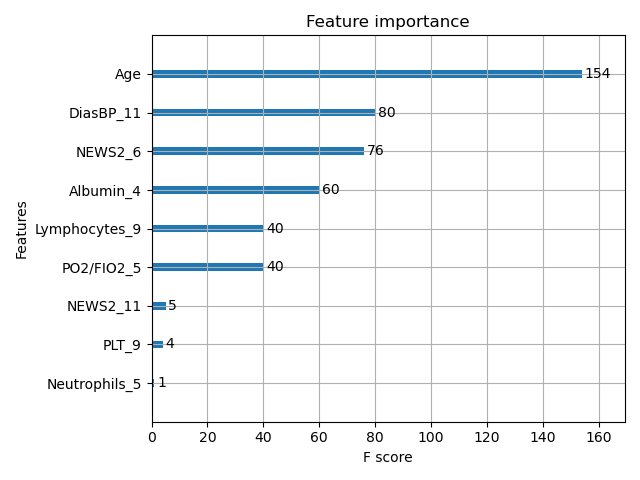 Feature importance
Features
Age 154
DiasBP_11 80
NEWS2_6 76
Albumin_4 60
Lymphocytes_9 40
PO2/FIO2_5 40
NEWS2_11 5
PLT_9 4
Neutrophils_5 1
0 20 40 60 80 100 120 140 160
F score